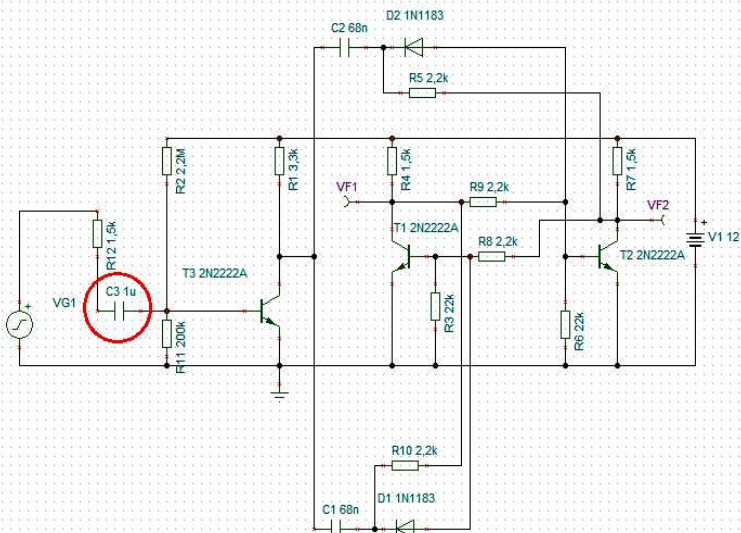 D2 1N1183
C2 68n
R5 2,2k
R2 2,2M
R1 3,3k
R4 1,5k
R7 1,5k
VF1
R9 2,2k
VF2
T1 2N2222A
R8 2,2k
T2 2N2222A
V1 12
R12 1,5k
T3 2N2222A
C3 1u
VG1
R11 200k
R3 22k
R6 22k
R10 2,2k
D1 1N1183
C1 68n